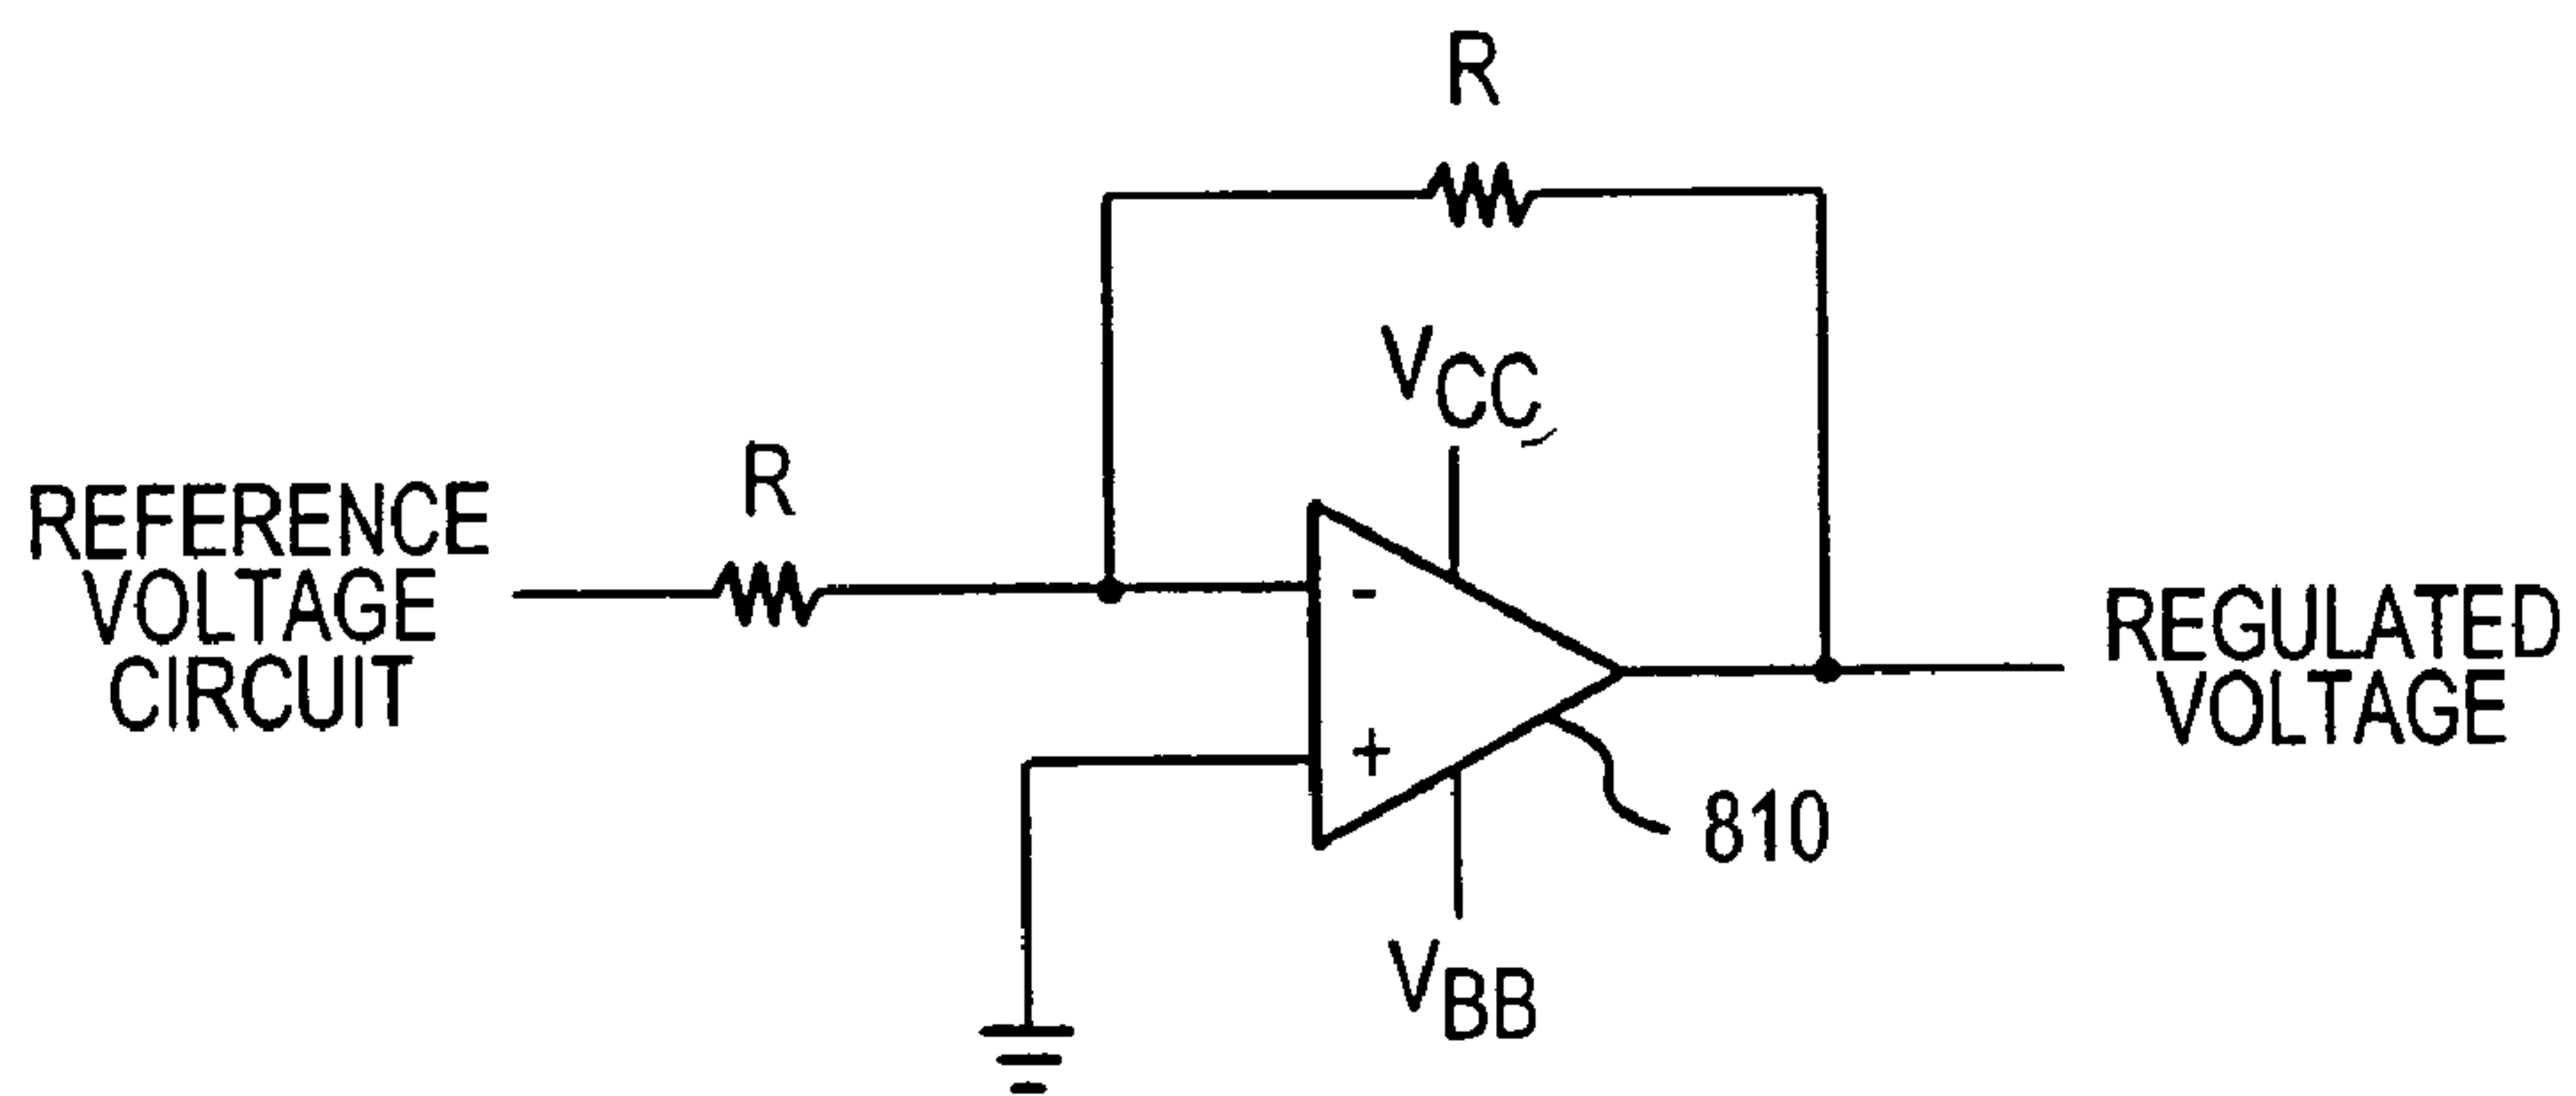 R
VCC
R
REFERENCE
VOLTAGE
CIRCUIT
-
+
REGULATED
VOLTAGE
810
VBB